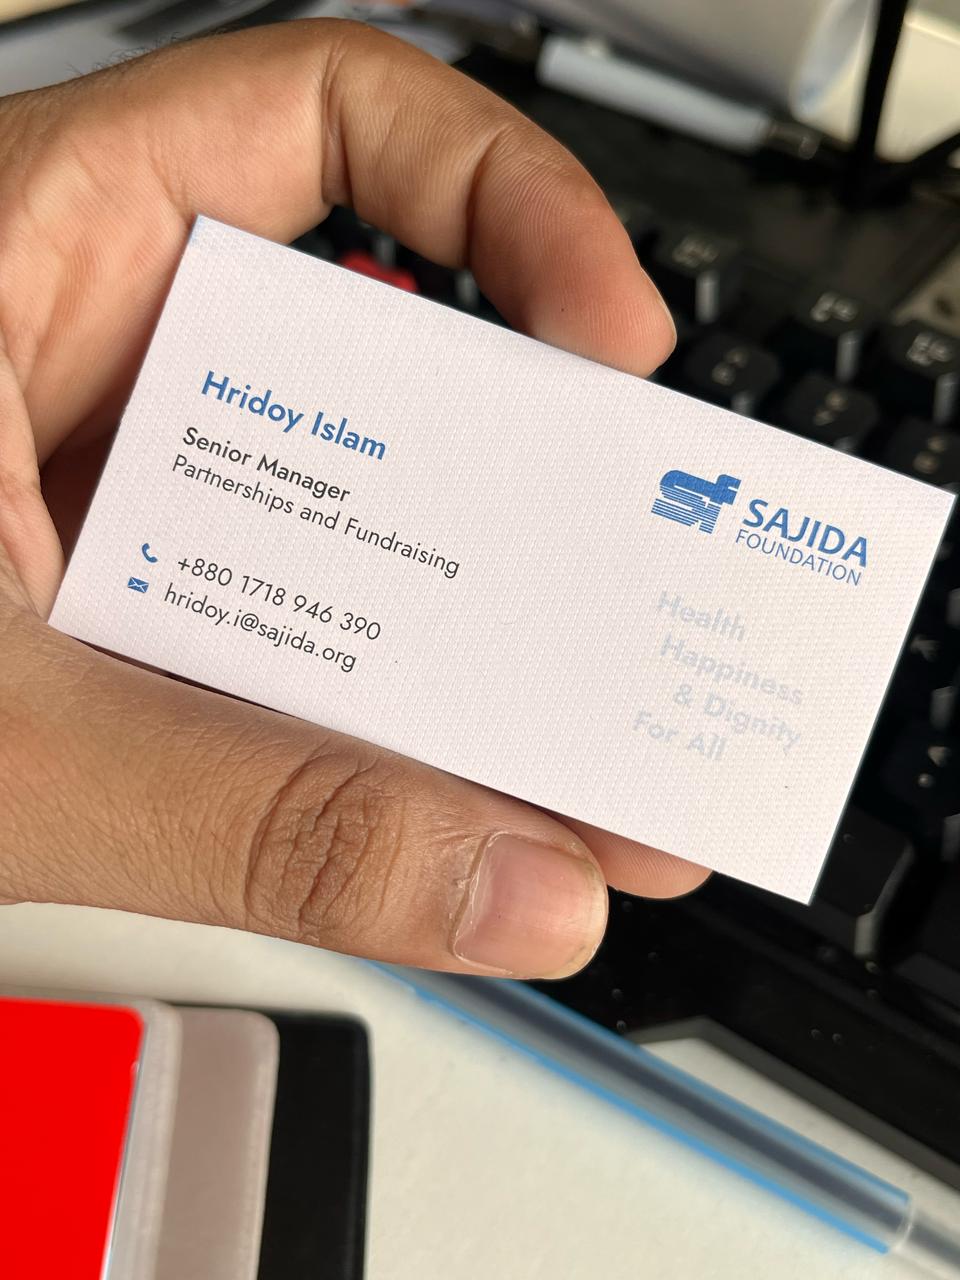 Hridoy Islam
Senior Manager
Partnerships and Fundraising
+880 1718 946 390
hridoy.i@sajida.org
sf
SAJIDA
FOUNDATION
Health
Happiness
& Dignity
For All